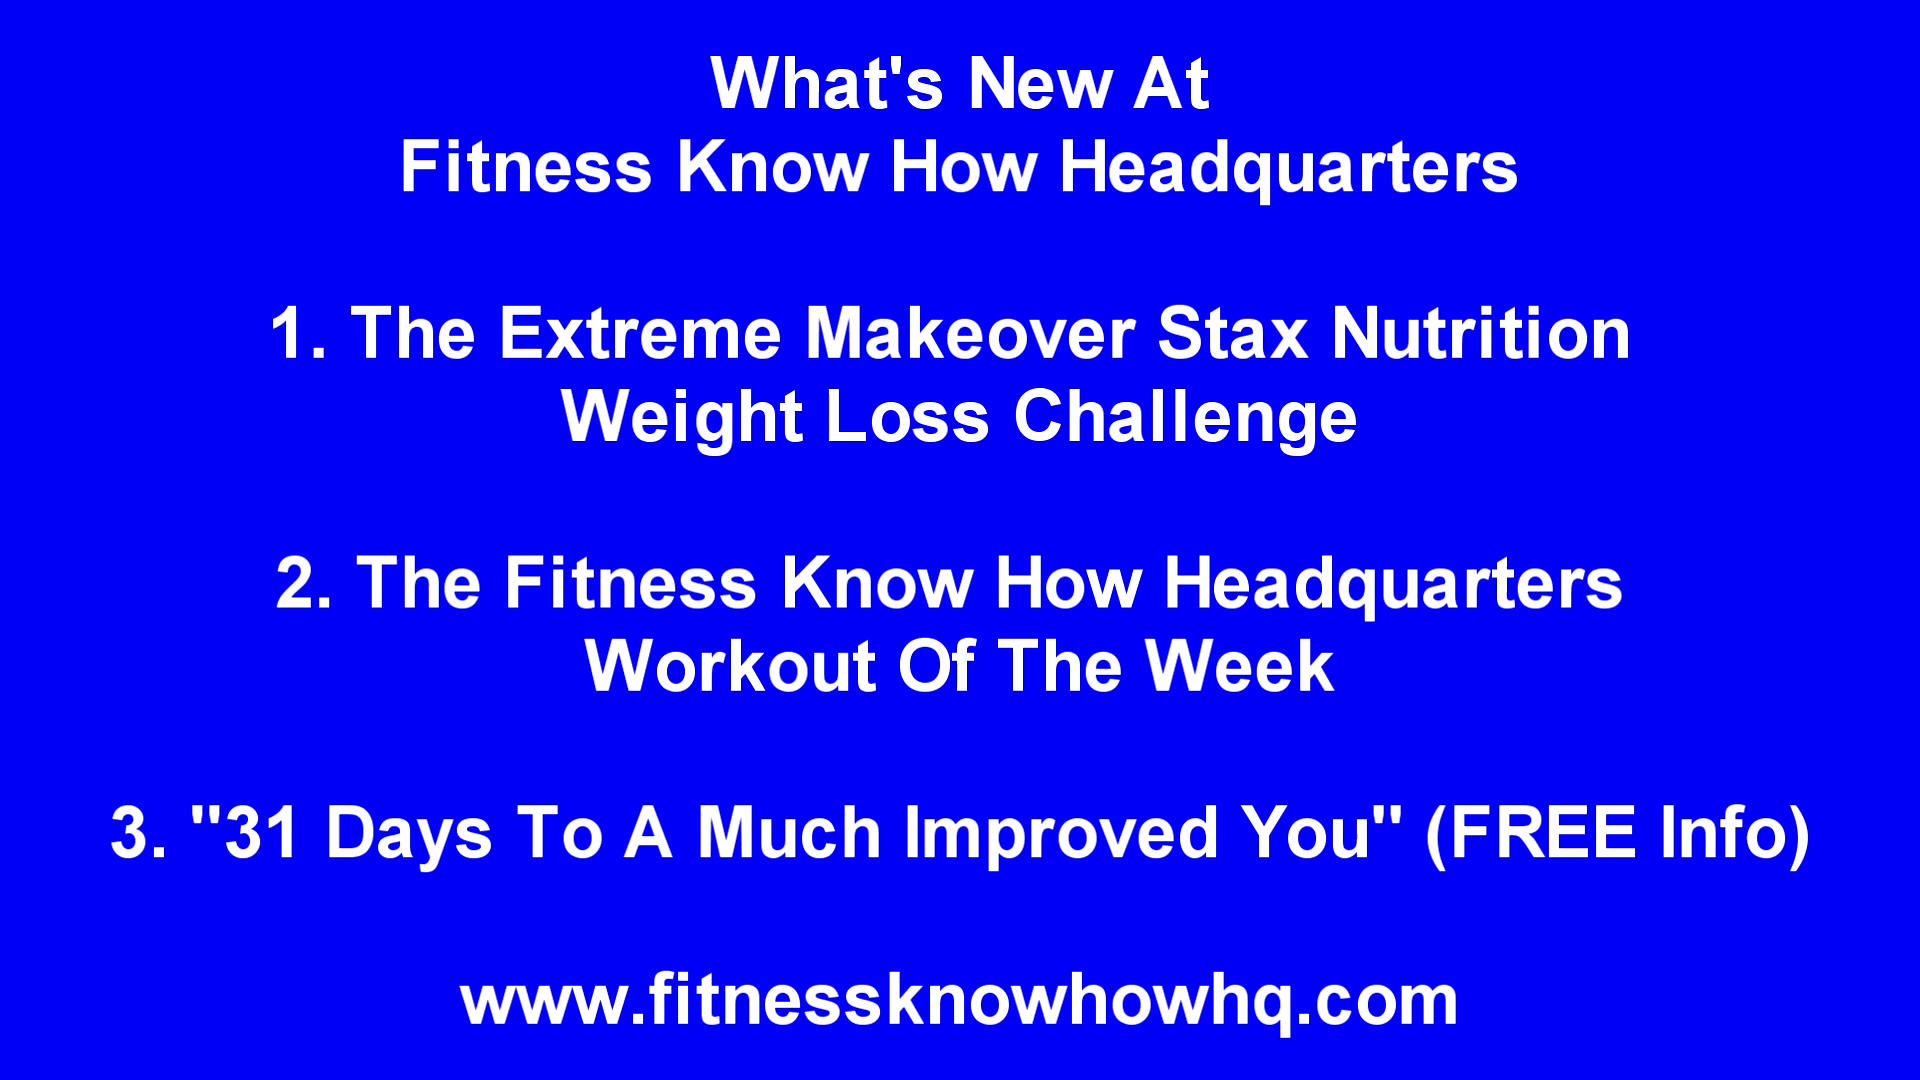 What's New At
Fitness Know How Headquarters
1. The Extreme Makeover Stax Nutrition
Weight Loss Challenge
2. The Fitness Know How Headquarters
Workout Of The Week
3. "31 Days To A Much Improved You" (FREE Info)
www.fitnessknowhowhq.com